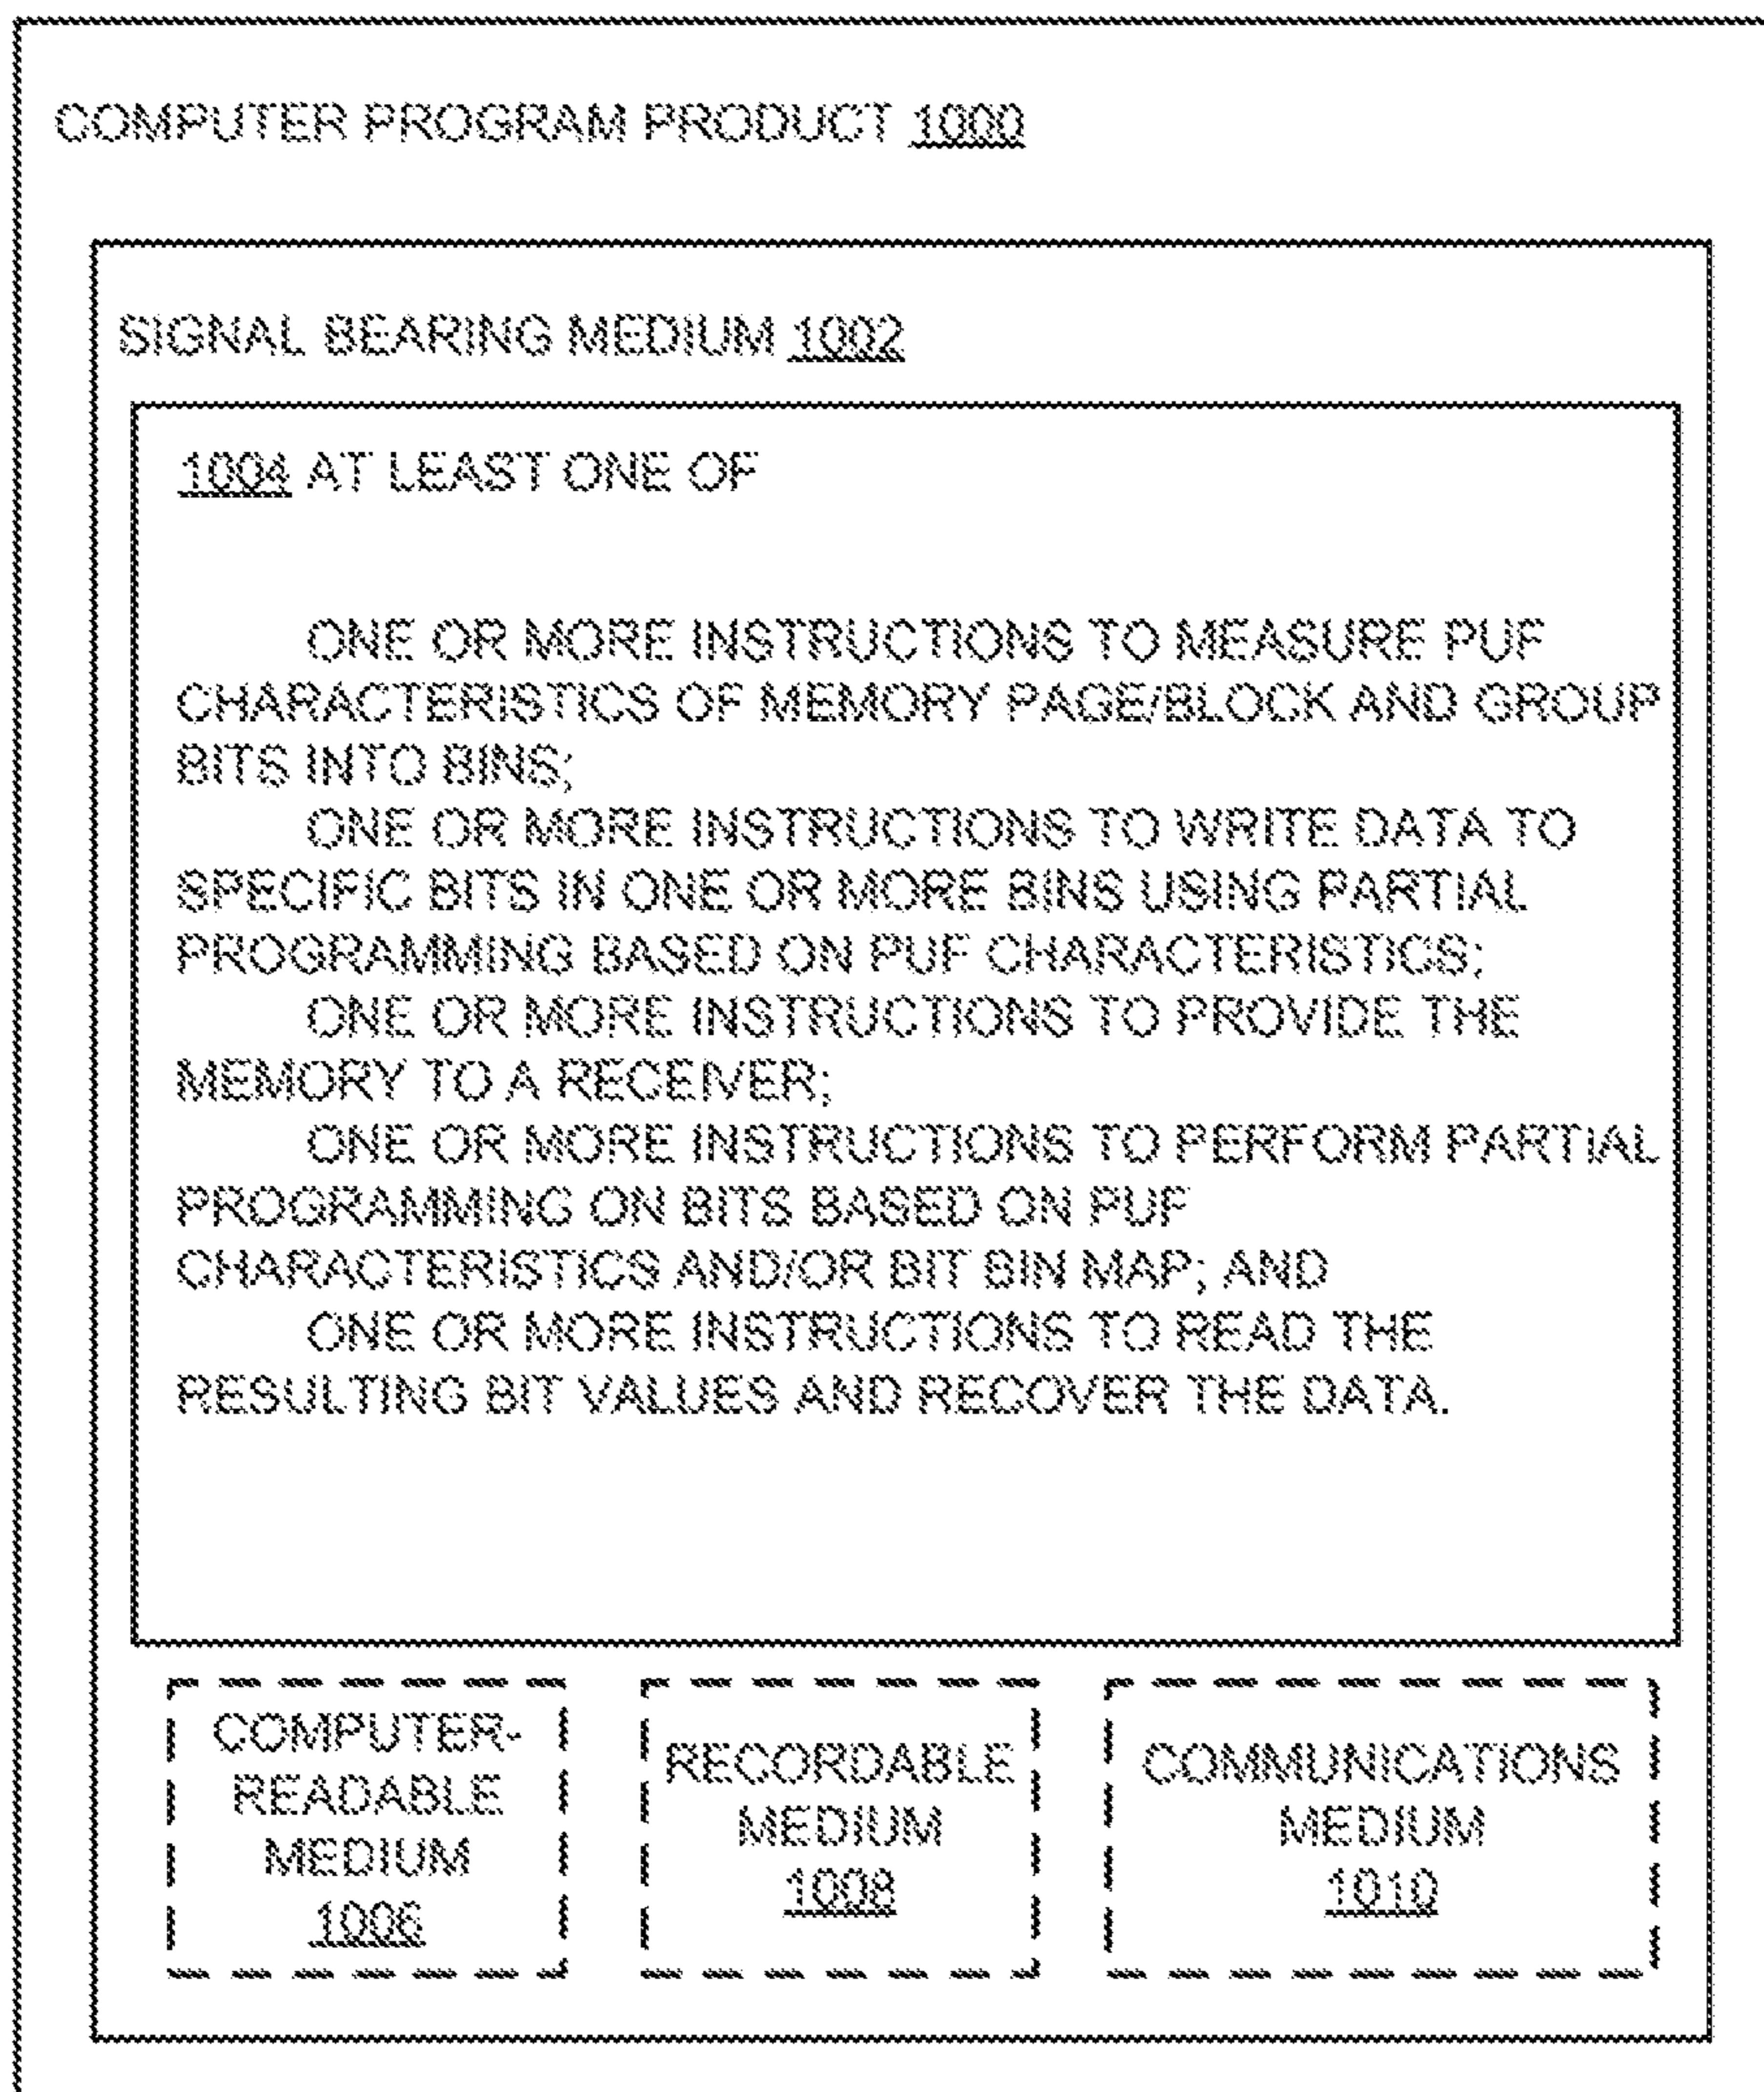 COMPUTER PROGRAM PRODUCT 1000
SIGNAL BEARING MEDIUM 1002
1004 AT LEAST ONE OF
ONE OR MORE INSTRUCTIONS TO MEASURE PUF
CHARACTERISTICS OF MEMORY PAGE/BLOCK AND GROUP
BITS INTO BINS;
ONE OR MORE INSTRUCTIONS TO WRITE DATA TO
SPECIFIC BITS IN ONE OR MORE BINS USING PARTIAL
PROGRAMMING BASED ON PUF CHARACTERISTICS;
ONE OR MORE INSTRUCTIONS TO PROVIDE THE
MEMORY TO A RECEIVER;
ONE OR MORE INSTRUCTIONS TO PERFORM PARTIAL
PROGRAMMING ON BITS BASED ON PUF
CHARACTERISTICS AND/OR BIT BIN MAP; AND
ONE OR MORE INSTRUCTIONS TO READ THE
RESULTING BIT VALUES AND RECOVER THE DATA.
COMPUTER-
READABLE
MEDIUM
1006
RECORDABLE
MEDIUM
1008
COMMUNICATIONS
MEDIUM
1010